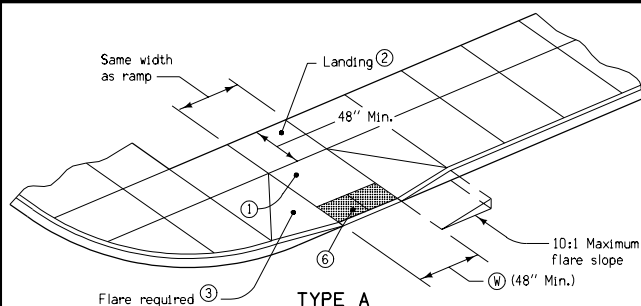 Same width
as ramp
Landing ②
48" Min.
①
⑥
10:1 Maximum
flare slope
Ⓦ (48" Min.)
Flare required ③
TYPE A